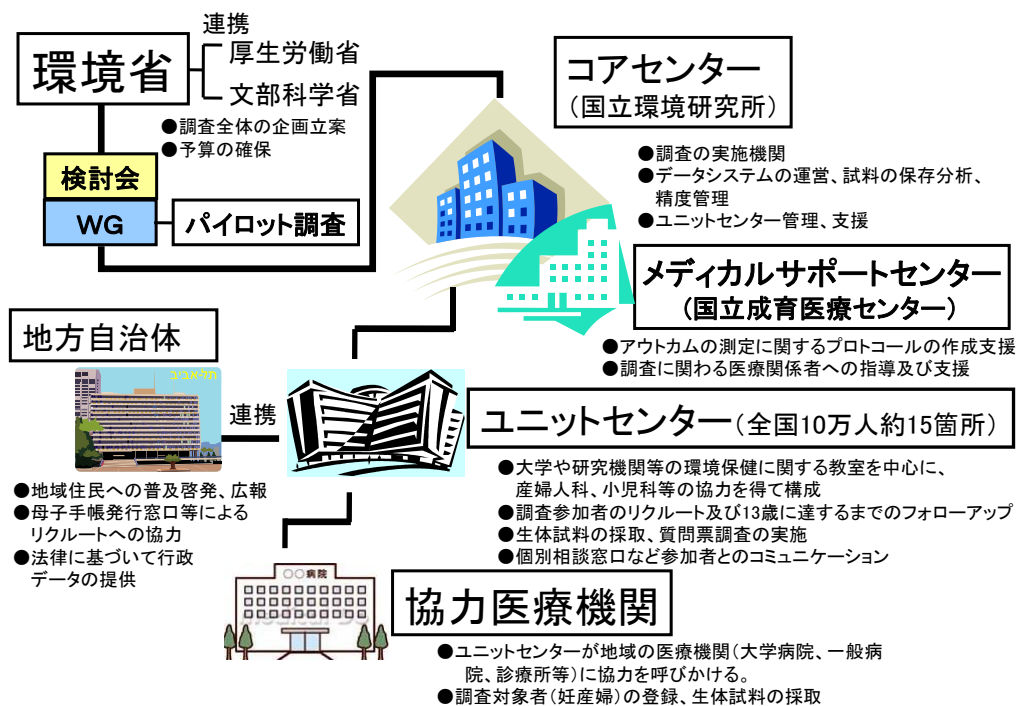 連携
環境省
厚生労働省
文部科学省
●調査全体の企画立案
●予算の確保
検討会
WG
パイロット調査
コアセンター
(国立環境研究所)
●調査の実施機関
●データシステムの運営、試料の保存分析、
精度管理
●ユニットセンター管理、支援
メディカルサポートセンター
(国立成育医療センター)
●アウトカムの測定に関するプロトコールの作成支援
●調査に関わる医療関係者への指導及び支援
地方自治体
תל-אביב
連携
●地域住民への普及啓発、広報
●母子手帳発行窓口等による
リクルートへの協力
●法律に基づいて行政
データの提供
ユニットセンター(全国10万人約15箇所)
●大学や研究機関等の環境保健に関する教室を中心に、
産婦人科、小児科等の協力を得て構成
●調査参加者のリクルート及び13歳に達するまでのフォローアップ
●生体試料の採取、質問票調査の実施
●個別相談窓口など参加者とのコミュニケーション
〇〇病院
協力医療機関
●ユニットセンターが地域の医療機関(大学病院、一般病
院、診療所等)に協力を呼びかける。
●調査対象者(妊産婦)の登録、生体試料の採取